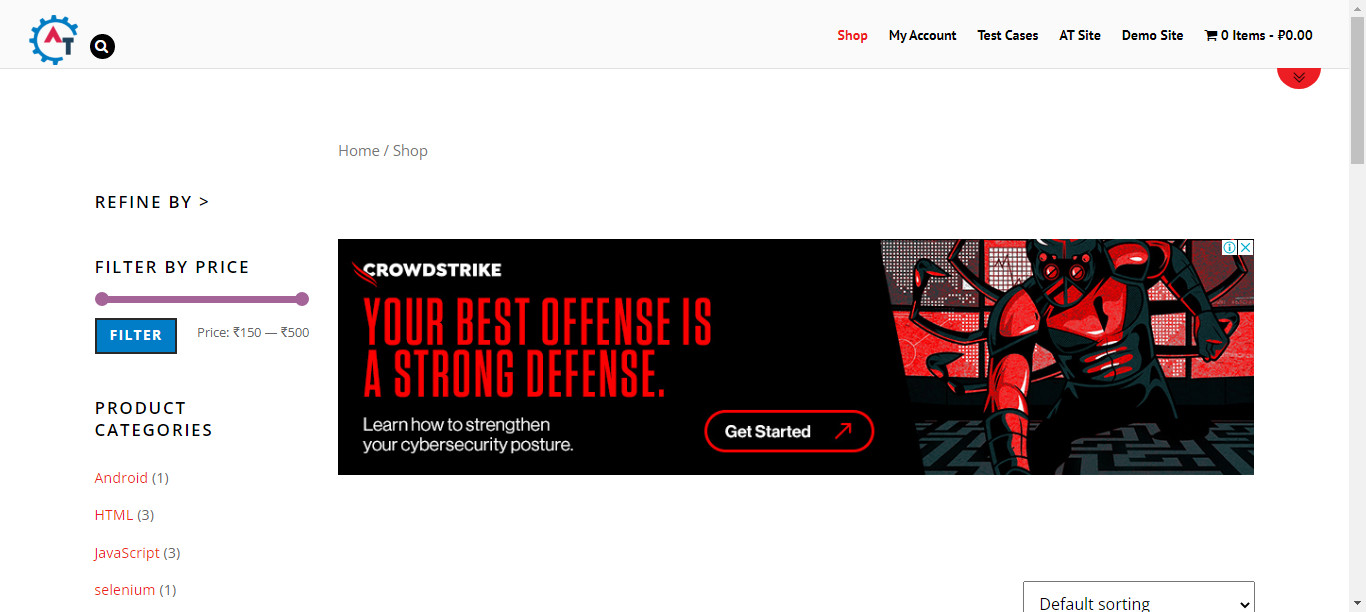 AT
Shop
My Account
Test Cases
AT Site
Demo Site
0 Items - ₽0.00
Home / Shop
REFINE BY >
FILTER BY PRICE
FILTER
Price: ₹150 — ₹500
PRODUCT
CATEGORIES
Android (1)
HTML (3)
JavaScript (3)
selenium (1)
CROWDSTRIKE
YOUR BEST OFFENSE IS
A STRONG DEFENSE.
Learn how to strengthen
your cybersecurity posture.
Get Started
Default sorting